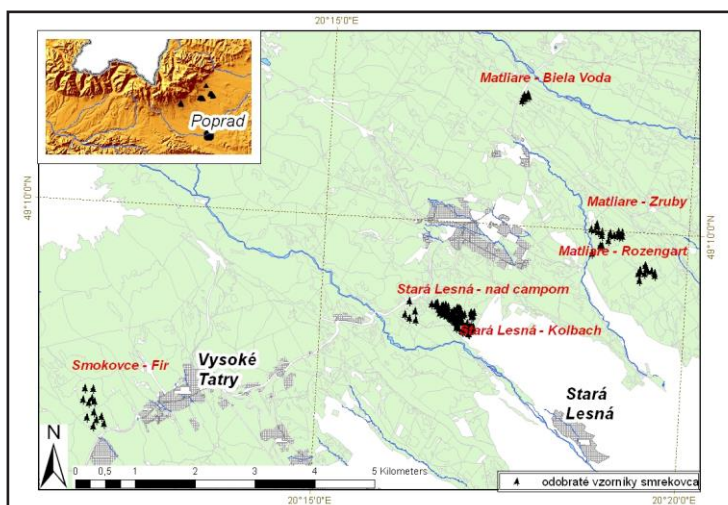 20°15'0"E
Poprad
Matliare - Biela Voda
49°10'0"N
Matliare - Zruby
49°10'0"N
Matliare - Rozengart
Stará Lesná - nad campom
Stará Lesná - Kolbach
Smokovce - Fir
Vysoké
Tatry
Stará
Lesná
N
0 0,5 1 2 3 4 5 Kilometers
odobraté vzorníky smrekovca
20°15'0"E
20°20'0"E